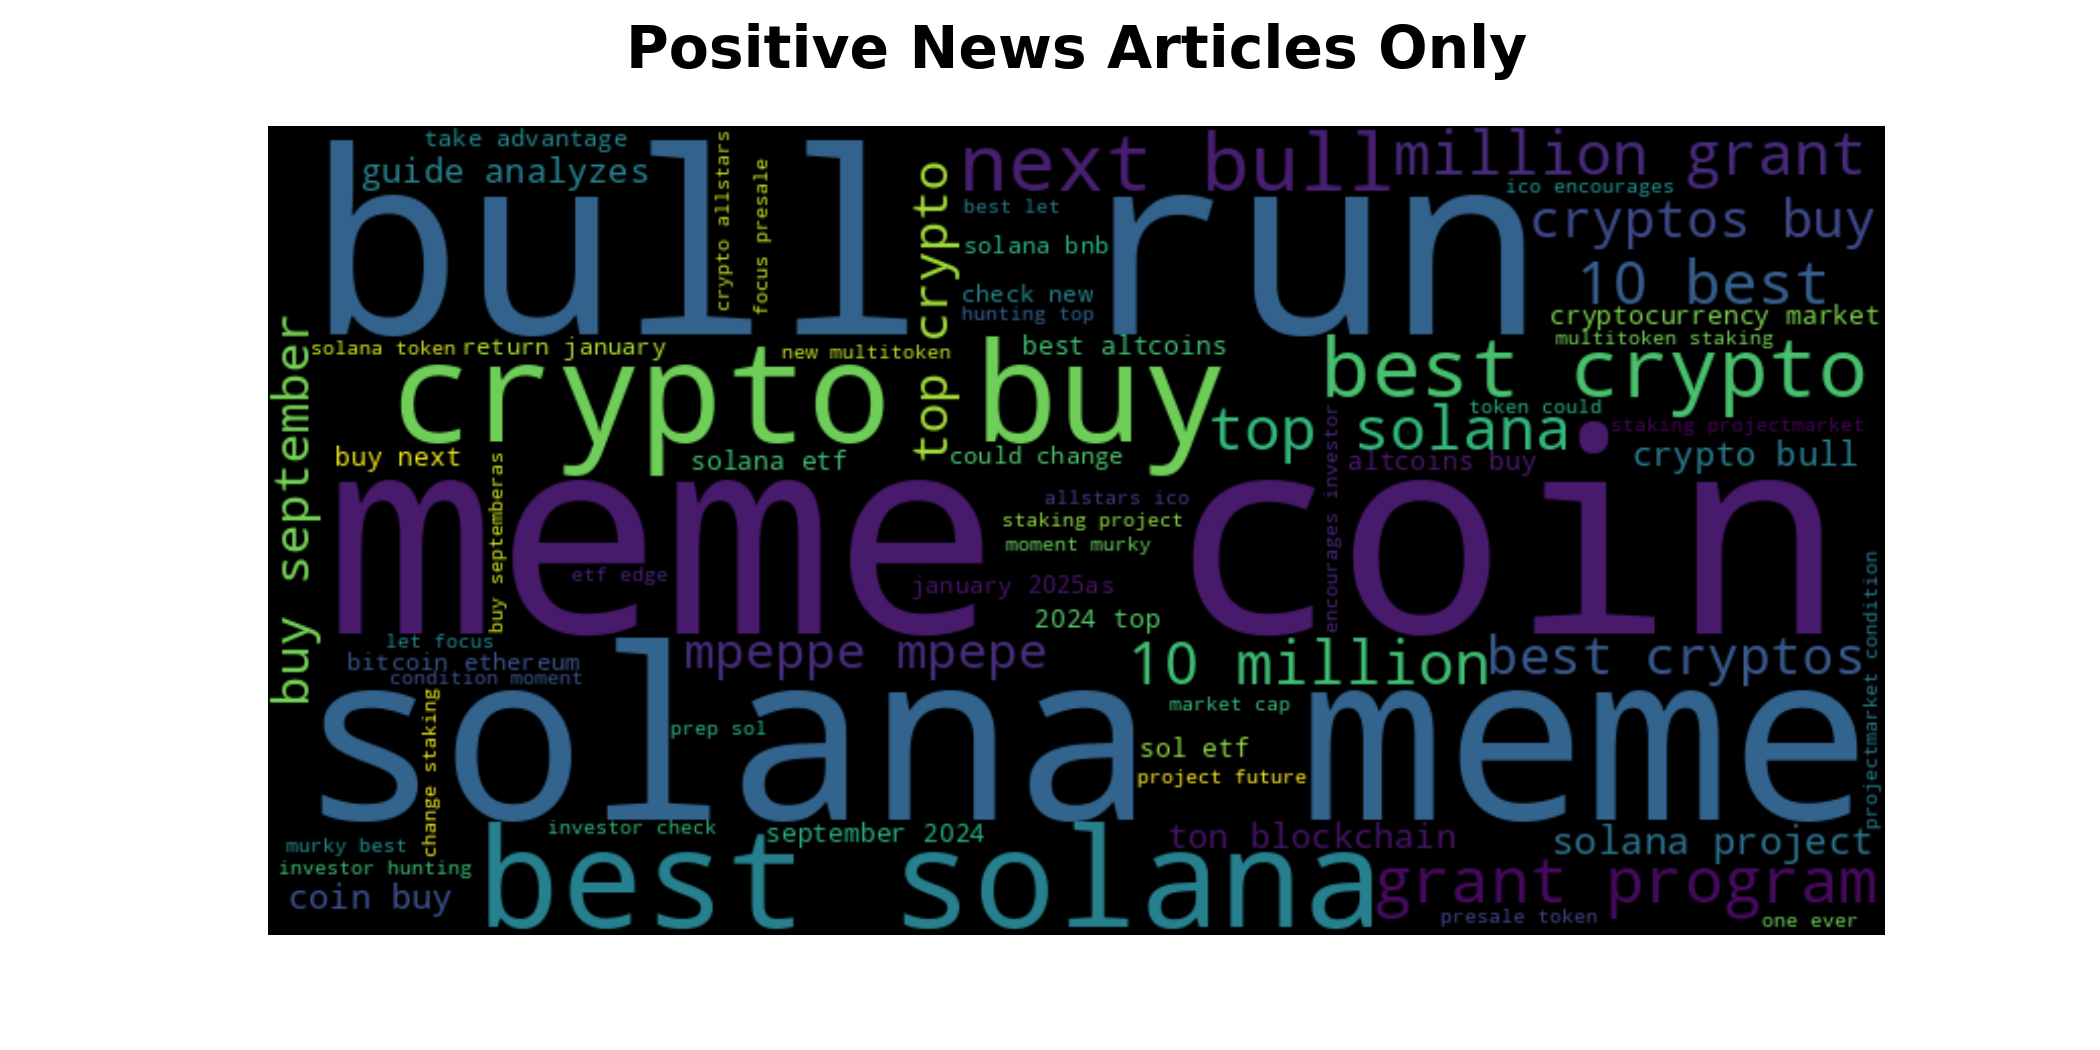 Positive News Articles Only
take advantage
guide analyzes
bull run
crypto allstars
focus presale
top crypto
next bull
million grant
ico encourages
best let
cryptos buy
solana bnb
10 best
check new
hunting top
cryptocurrency market
multitoken staking
buy september
solana token
return january
new multitoken
best altcoins
crypto buy
best crypto
token could
top solana
staking projectmarket
buy next
solana etf
could change
altcoins buy
crypto bull
buy septemberas
encourages investor
meme coin
allstars ico
staking project
moment murky
etf edge
january 2025as
2024 top
projectmarket condition
let focus
bitcoin ethereum
condition moment
mpeppe mpepe
10 million
best cryptos
solana meme
change staking
prep sol
market cap
sol etf
project future
investor check
september 2024
ton blockchain
solana project
murky best
investor hunting
coin buy
best solana
grant program
presale token
one ever